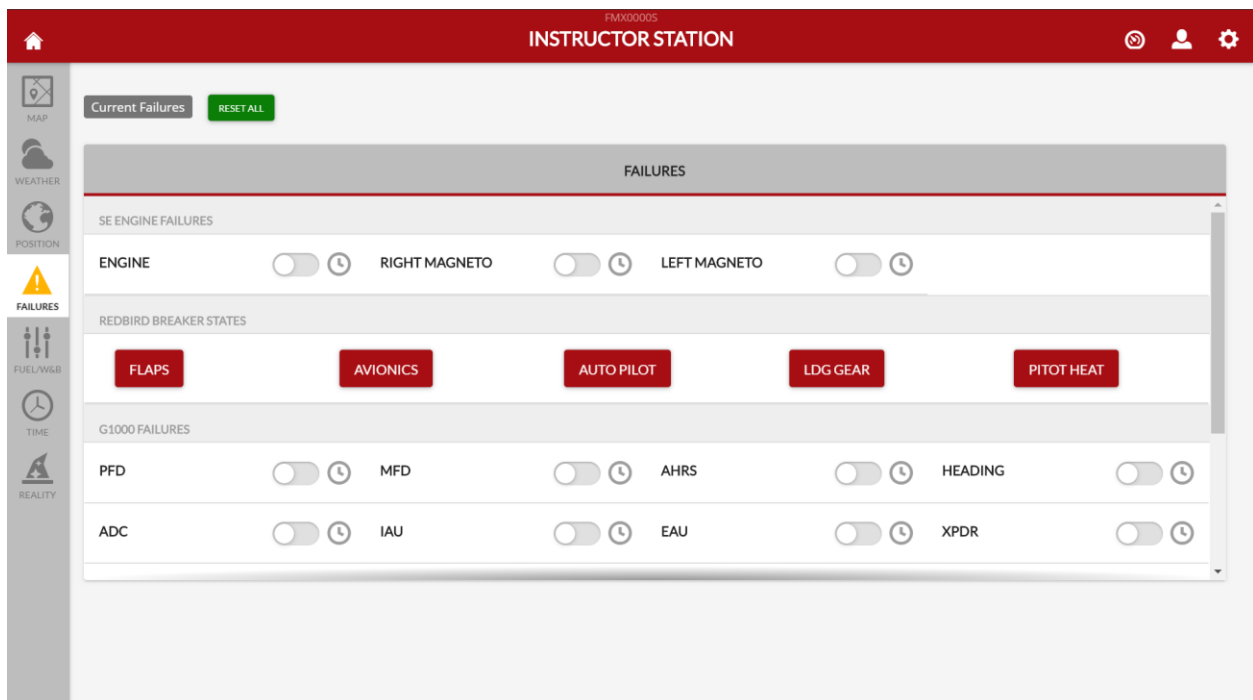 FMX0000S
INSTRUCTOR STATION
MAP
WEATHER
POSITION
FAILURES
FUEL/W&B
TIME
REALITY
Current Failures RESET ALL
FAILURES
SE ENGINE FAILURES
ENGINE RIGHT MAGNETO LEFT MAGNETO
REDBIRD BREAKER STATES
FLAPS AVIONICS AUTO PILOT LDG GEAR PITOT HEAT
G1000 FAILURES
PFD MFD AHRS HEADING
ADC IAU EAU XPDR